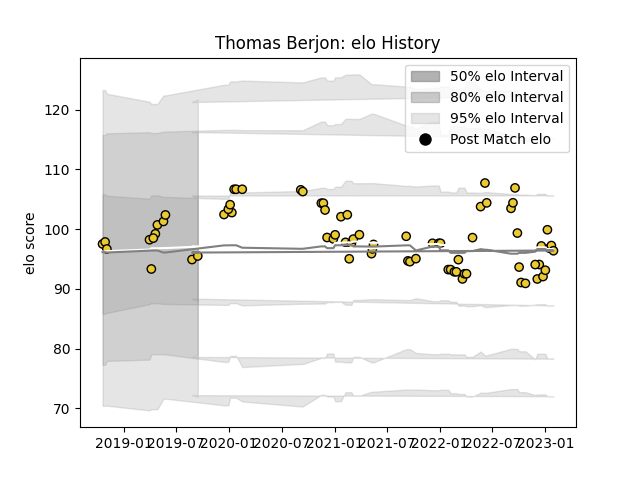 Thomas Berjon: elo History
50% elo Interval
80% elo Interval
95% elo Interval
Post Match elo
elo score
120
110
100
90
80
70
2019-01 2019-07 2020-01 2020-07 2021-01 2021-07 2022-01 2022-07 2023-01